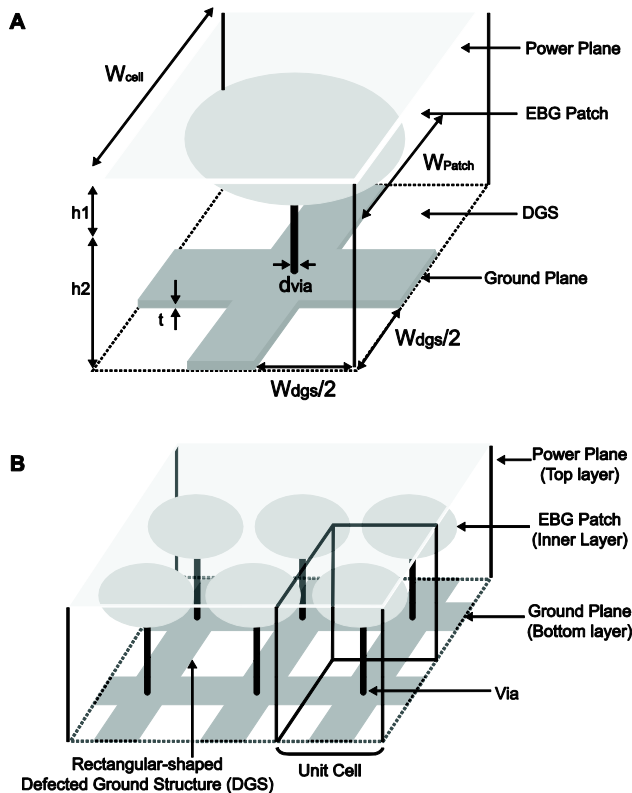 A
Wcell
Power Plane
EBG Patch
WPatch
h1
DGS
h2
dvia
Ground Plane
t
Wdgs/2
Wdgs/2
B
Power Plane
(Top layer)
EBG Patch
(Inner Layer)
Ground Plane
(Bottom layer)
Via
Rectangular-shaped
Defected Ground Structure (DGS)
Unit Cell